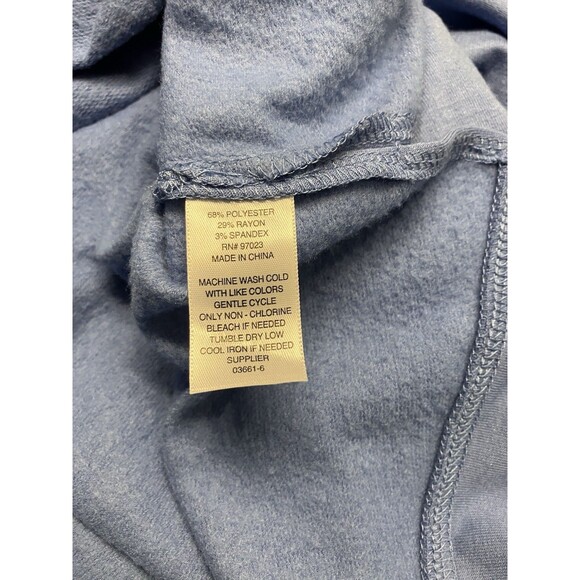 68% POLYESTER
29% RAYON
3% SPANDEX
RN# 97023
MADE IN CHINA
MACHINE WASH COLD
WITH LIKE COLORS
GENTLE CYCLE
ONLY NON - CHLORINE
BLEACH IF NEEDED
TUMBLE DRY LOW
COOL IRON IF NEEDED
SUPPLIER
03661-6